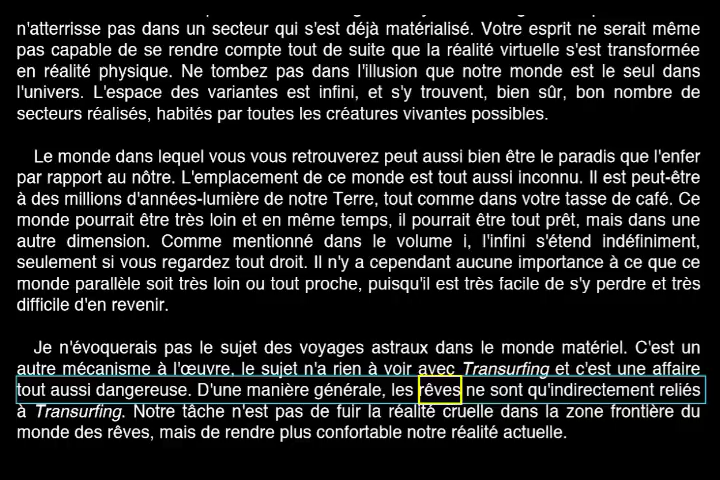 n'atterrisse pas dans un secteur qui s'est déjà matérialisé. Votre esprit ne serait même
pas capable de se rendre compte tout de suite que la réalité virtuelle s'est transformée
en réalité physique. Ne tombez pas dans l'illusion que notre monde est le seul dans
l'univers. L'espace des variantes est infini, et s'y trouvent, bien sûr, bon nombre de
secteurs réalisés, habités par toutes les créatures vivantes possibles.
Le monde dans lequel vous vous retrouverez peut aussi bien être le paradis que l'enfer
par rapport au nôtre. L'emplacement de ce monde est tout aussi inconnu. Il est peut-être
à des millions d'années-lumière de notre Terre, tout comme dans votre tasse de café. Ce
monde pourrait être très loin et en même temps, il pourrait être tout prêt, mais dans une
autre dimension. Comme mentionné dans le volume i, l'infini s'étend indéfiniment,
seulement si vous regardez tout droit. Il n'y a cependant aucune importance à ce que ce
monde parallèle soit très loin ou tout proche, puisqu'il est très facile de s'y perdre et très
difficile d'en revenir.
Je n'évoquerais pas le sujet des voyages astraux dans le monde matériel. C'est un
autre mécanisme à l'œuvre, le sujet n'a rien à voir avec Transurfing et c'est une affaire
tout aussi dangereuse. D'une manière générale, les rêves ne sont qu'indirectement reliés
à Transurfing. Notre tâche n'est pas de fuir la réalité cruelle dans la zone frontière du
monde des rêves, mais de rendre plus confortable notre réalité actuelle.